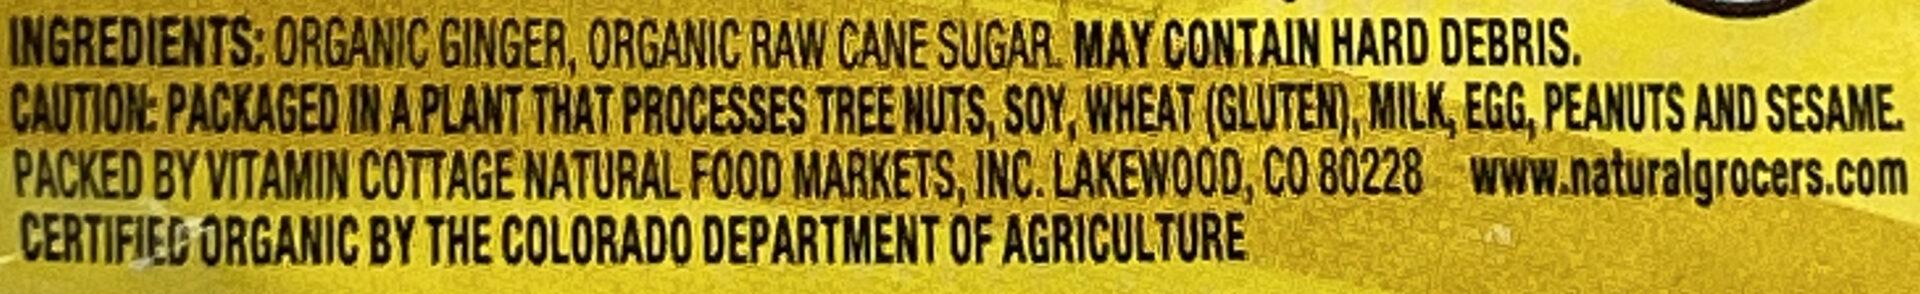 INGREDIENTS: ORGANIC GINGER, ORGANIC RAW CANE SUGAR. MAY CONTAIN HARD DEBRIS.
CAUTION: PACKAGED IN A PLANT THAT PROCESSES TREE NUTS, SOY, WHEAT (GLUTEN), MILK, EGG, PEANUTS AND SESAME.
PACKED BY VITAMIN COTTAGE NATURAL FOOD MARKETS, INC. LAKEWOOD, CO 80228 www.naturalgrocers.com
CERTIFIED ORGANIC BY THE COLORADO DEPARTMENT OF AGRICULTURE